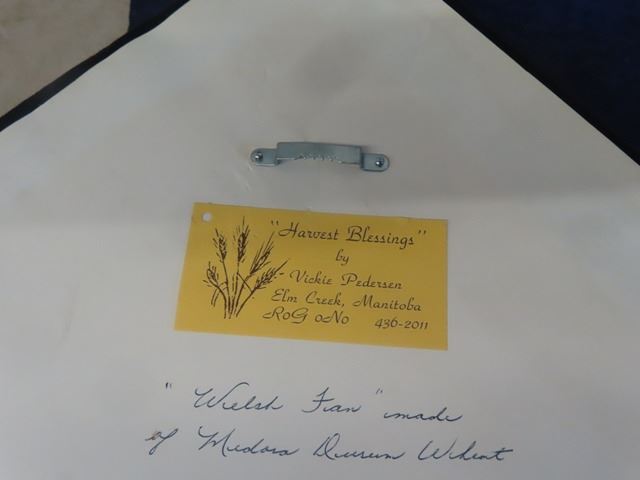 "Harvest Blessings"
by
Vickie Pedersen
Elm Creek, Manitoba
R0G 0N0 436-2011
"Welsh Fan" made
of Medora Durum Wheat